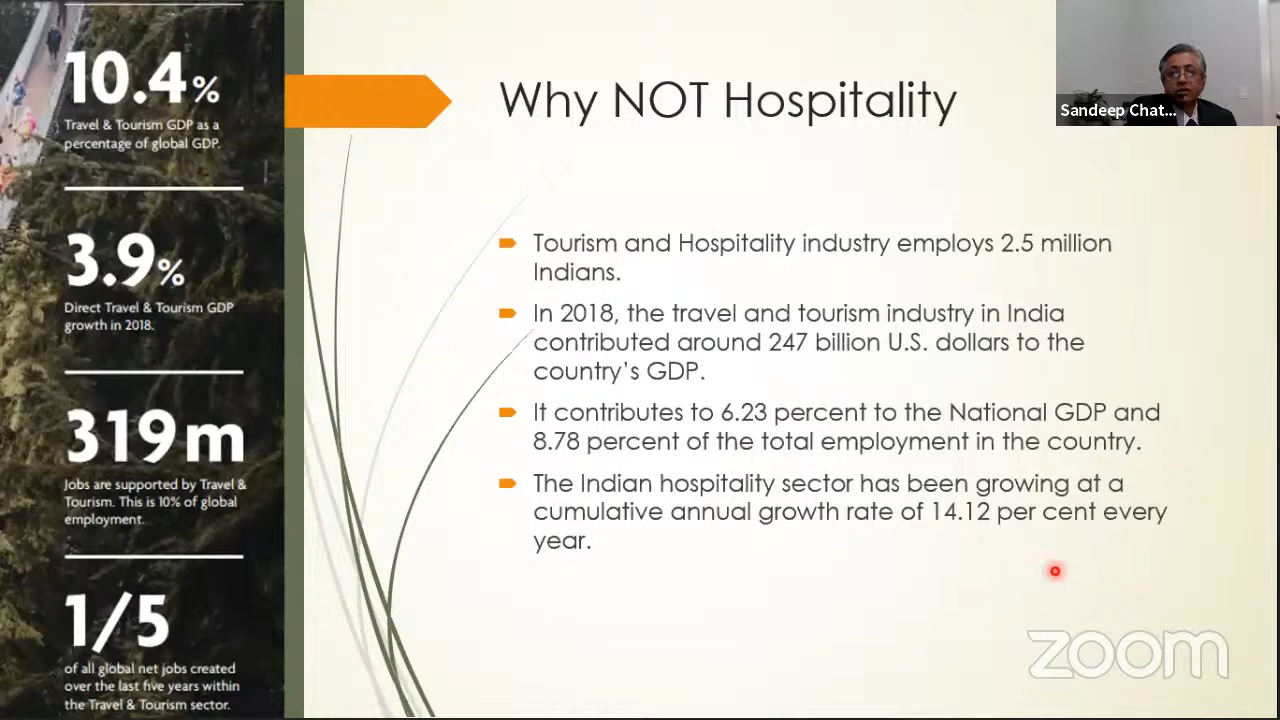 10.4%
Travel & Tourism GDP as a
percentage of global GDP.
3.9%
Direct Travel & Tourism GDP
growth in 2018.
319m
Jobs are supported by Travel &
Tourism. This is 10% of global
employment.
1/5
of all global net jobs created
over the last five years within
the Travel & Tourism sector.
Why NOT Hospitality
Tourism and Hospitality industry employs 2.5 million
Indians.
In 2018, the travel and tourism industry in India
contributed around 247 billion U.S. dollars to the
country's GDP.
It contributes to 6.23 percent to the National GDP and
8.78 percent of the total employment in the country.
The Indian hospitality sector has been growing at a
cumulative annual growth rate of 14.12 per cent every
year.
Sandeep Chat...
zoom